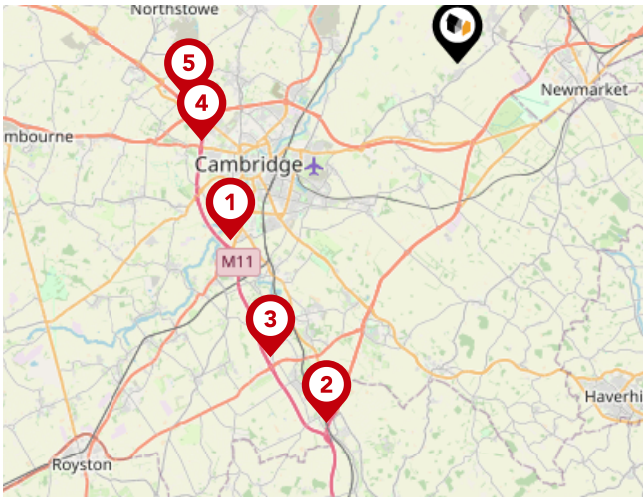 Northstowe
5
4
Newmarket
mbourne
Cambridge
1
M11
3
2
Haverhi
Royston